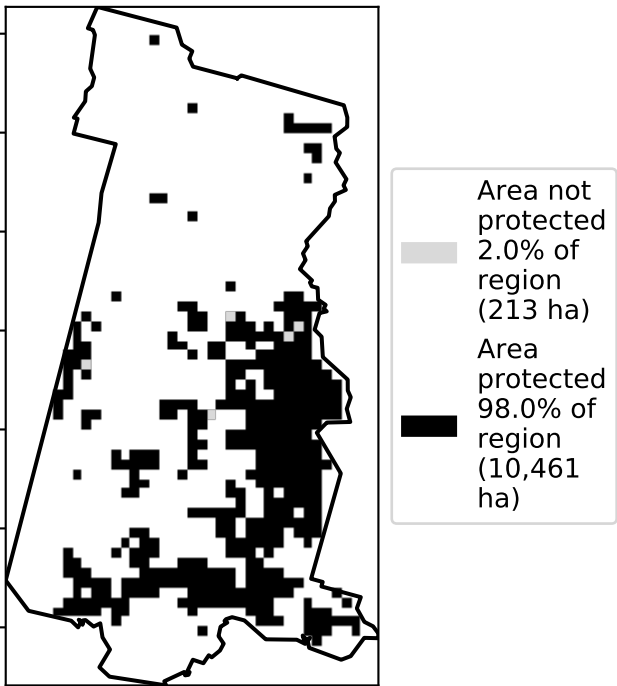 Area not
protected
2.0% of
region
(213 ha)
Area
protected
98.0% of
region
(10,461
ha)